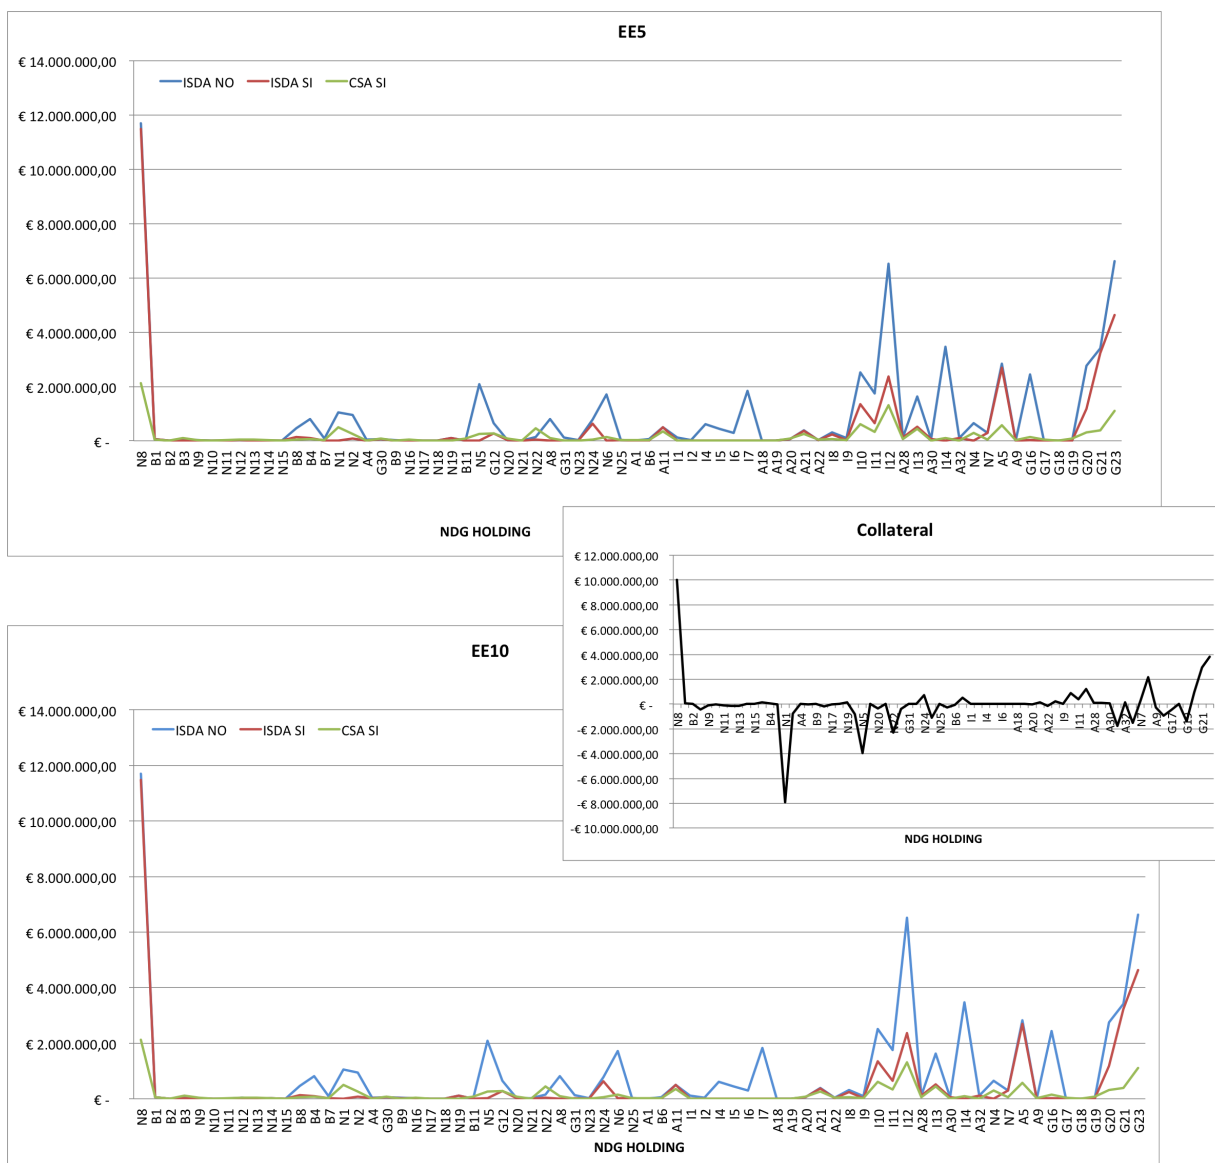 EE5
€ 14.000.000,00
ISDA NO ISDA SI CSA SI
€ 12.000.000,00
€ 10.000.000,00
€ 8.000.000,00
€ 6.000.000,00
€ 4.000.000,00
€ 2.000.000,00
€ -
N8 B1 B2 B3 N9 N10 N11 N12 N13 N14 N15 B8 B4 B7 N1 N2 A4 G30 B9 N16 N17 N18 N19 B11 N5 G12 N20 N21 N22 A8 G31 N23 N24 N6 N25 A1 B6 A11 I1 I2 I4 I5 I6 I7 A18 A19 A20 A21 A22 I8 I9 I10 I11 I12 A28 I13 A30 I14 A32 N4 N7 A5 A9 G16 G17 G18 G19 G20 G21 G23
NDG HOLDING
Collateral
€ 12.000.000,00
€ 10.000.000,00
€ 8.000.000,00
€ 6.000.000,00
€ 4.000.000,00
€ 2.000.000,00
€ -
-€ 2.000.000,00
-€ 4.000.000,00
-€ 6.000.000,00
-€ 8.000.000,00
-€ 10.000.000,00
N8 B2 N9 N11 N13 N15 B4 N1 A4 B9 N17 N19 N5 N20 N22 G31 N24 N25 B6 I1 I4 I6 A18 A20 A22 I9 I11 A28 A30 A32 N7 A9 G17 G19 G21
NDG HOLDING
EE10
€ 14.000.000,00
ISDA NO ISDA SI CSA SI
€ 12.000.000,00
€ 10.000.000,00
€ 8.000.000,00
€ 6.000.000,00
€ 4.000.000,00
€ 2.000.000,00
€ -
N8 B1 B2 B3 N9 N10 N11 N12 N13 N14 N15 B8 B4 B7 N1 N2 A4 G30 B9 N16 N17 N18 N19 B11 N5 G12 N20 N21 N22 A8 G31 N23 N24 N6 N25 A1 B6 A11 I1 I2 I4 I5 I6 I7 A18 A19 A20 A21 A22 I8 I9 I10 I11 I12 A28 I13 A30 I14 A32 N4 N7 A5 A9 G16 G17 G18 G19 G20 G21 G23
NDG HOLDING